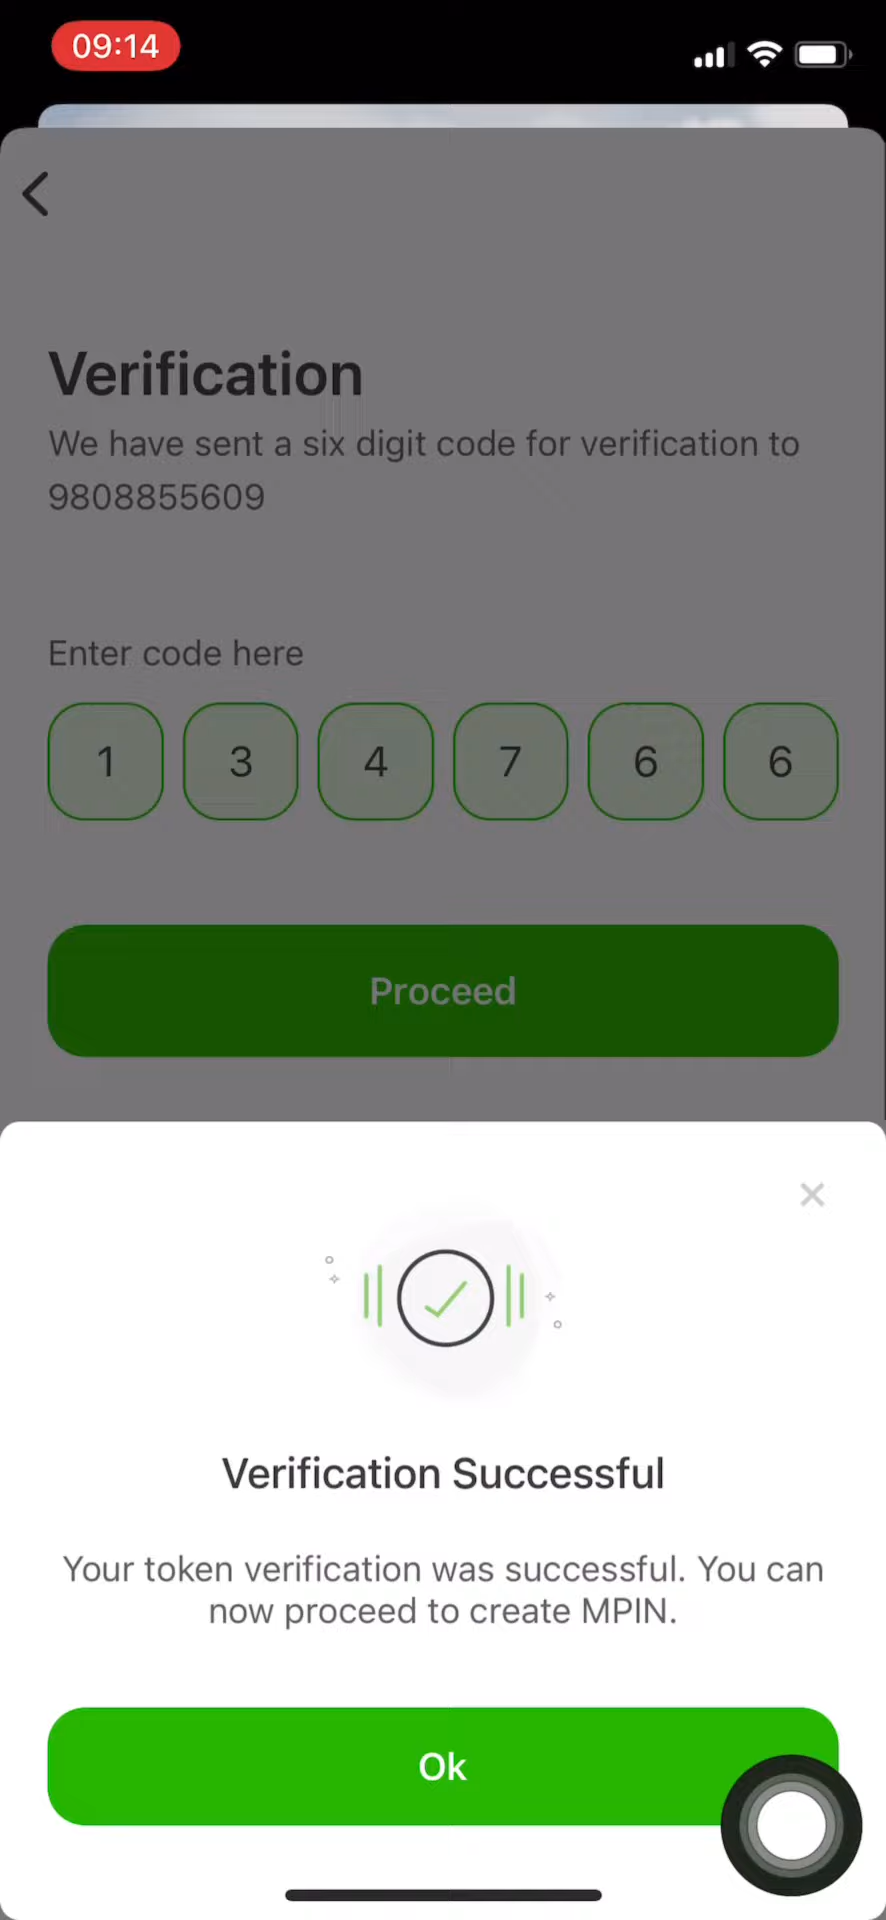 09:14
Verification
We have sent a six digit code for verification to
9808855609
Enter code here
1 3 4 7 6 6
Proceed
Verification Successful
Your token verification was successful. You can
now proceed to create MPIN.
Ok